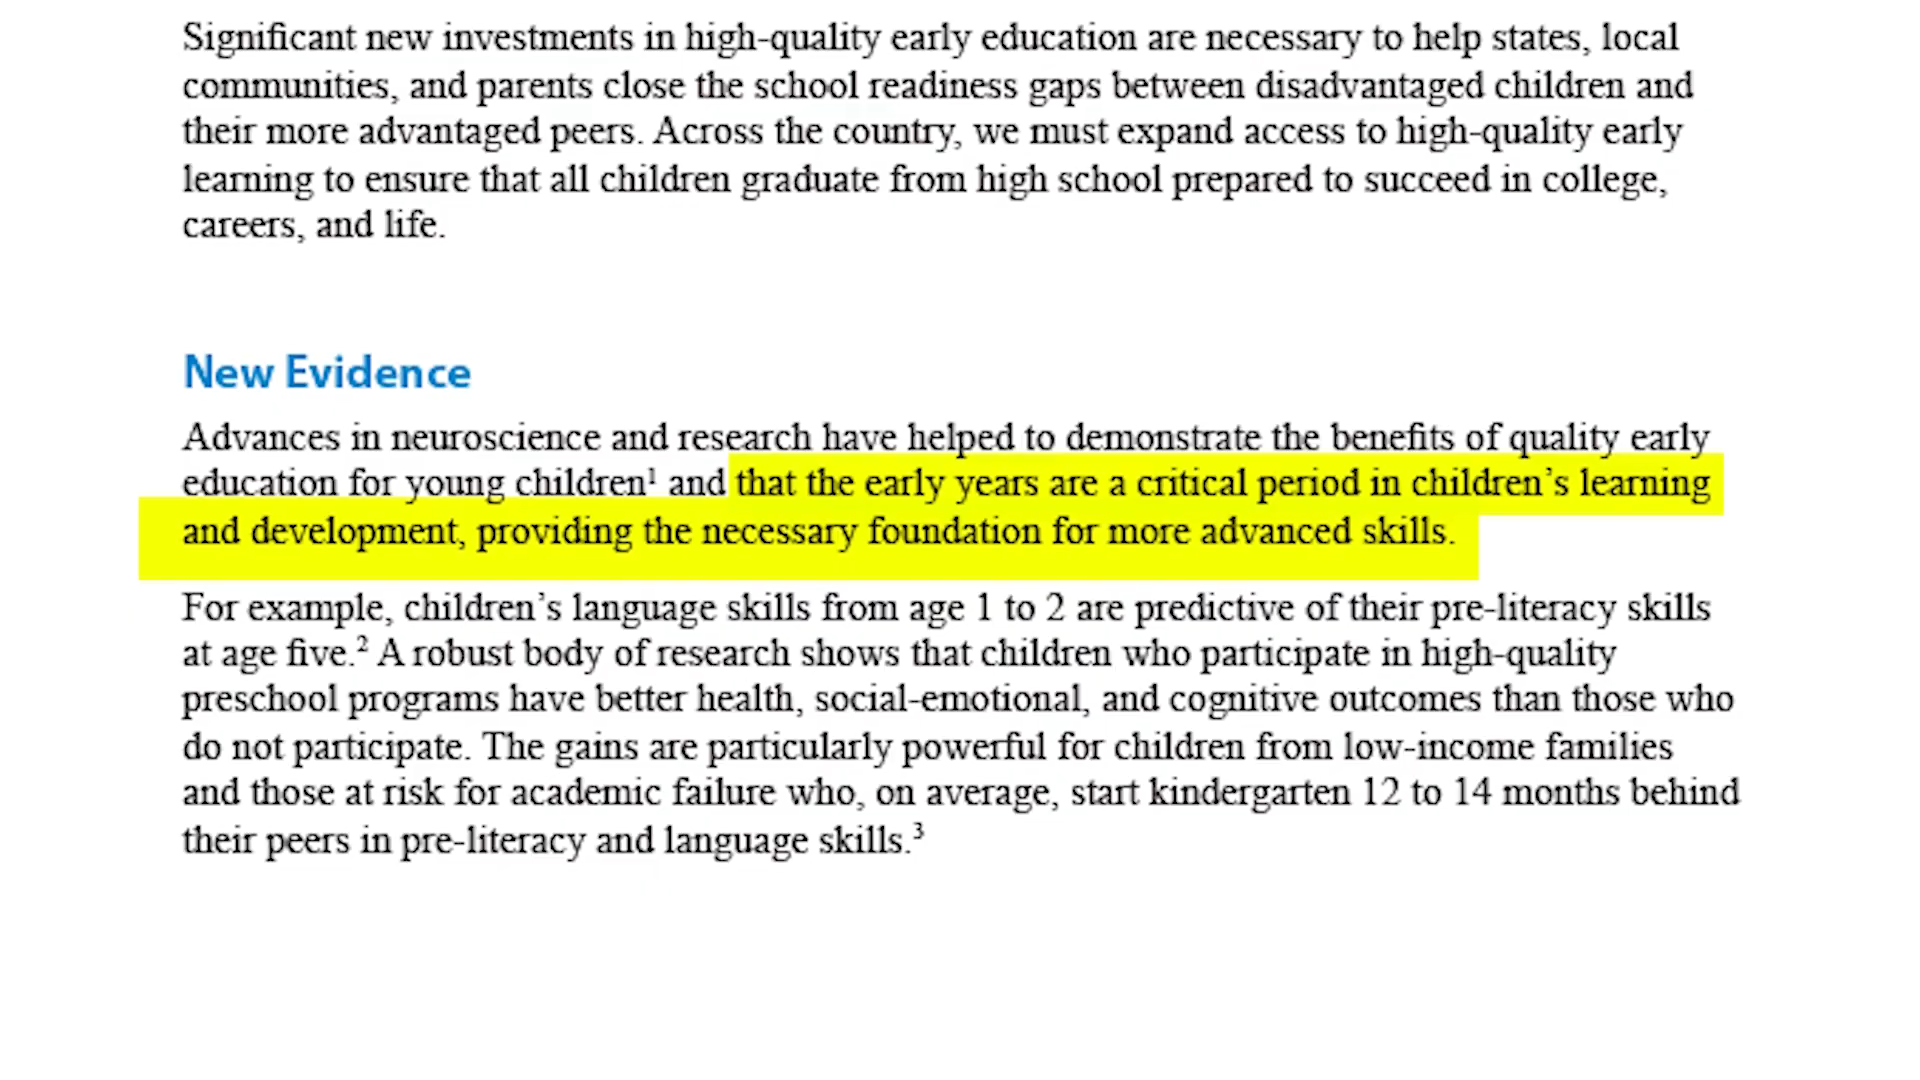 Significant new investments in high-quality early education are necessary to help states, local
communities, and parents close the school readiness gaps between disadvantaged children and
their more advantaged peers. Across the country, we must expand access to high-quality early
learning to ensure that all children graduate from high school prepared to succeed in college,
careers, and life.
New Evidence
Advances in neuroscience and research have helped to demonstrate the benefits of quality early
education for young children¹ and that the early years are a critical period in children’s learning
and development, providing the necessary foundation for more advanced skills.
For example, children’s language skills from age 1 to 2 are predictive of their pre-literacy skills
at age five.² A robust body of research shows that children who participate in high-quality
preschool programs have better health, social-emotional, and cognitive outcomes than those who
do not participate. The gains are particularly powerful for children from low-income families
and those at risk for academic failure who, on average, start kindergarten 12 to 14 months behind
their peers in pre-literacy and language skills.³